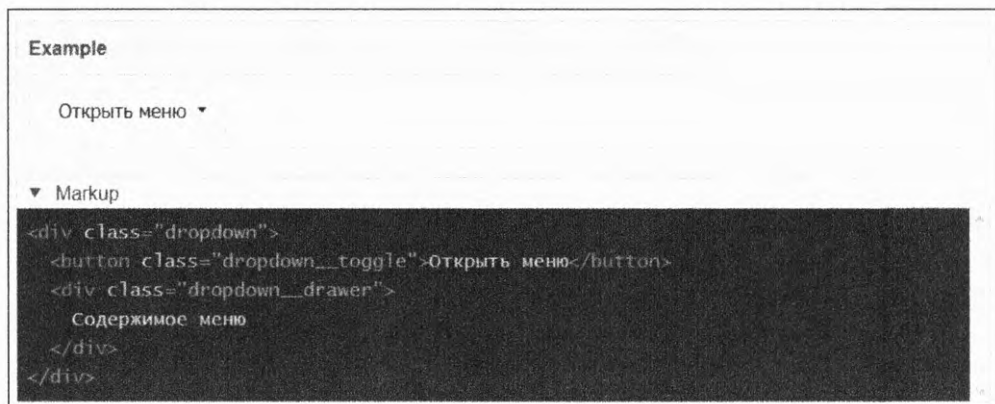 Example
Открыть меню ▾
▼ Markup
<div class="dropdown">
<button class="dropdown__toggle">Открыть меню</button>
<div class="dropdown__drawer">
Содержимое меню
</div>
</div>